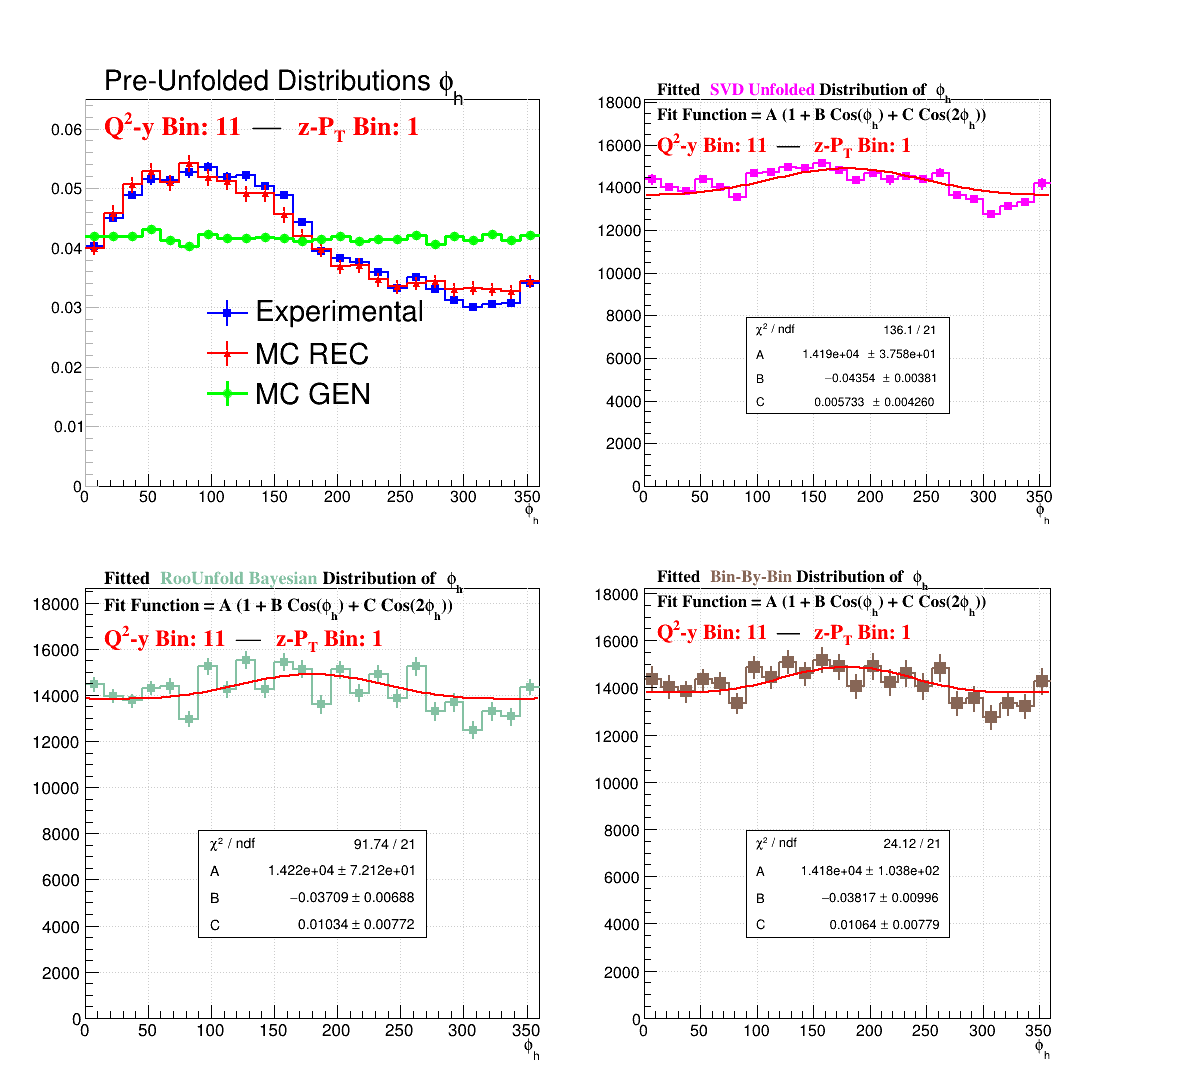 Pre-Unfolded Distributions ϕh
Q²-y Bin: 11 — z-PT Bin: 1
0.06
0.05
0.04
0.03
0.02
0.01
0
Experimental
MC REC
MC GEN
0 50 100 150 200 250 300 350
ϕh
Fitted SVD Unfolded Distribution of ϕh
Fit Function = A (1 + B Cos(ϕh) + C Cos(2ϕh))
Q²-y Bin: 11 — z-PT Bin: 1
18000
16000
14000
12000
10000
8000
6000
4000
2000
0
χ² / ndf 136.1 / 21
A 1.419e+04 ± 3.758e+01
B −0.04354 ± 0.00381
C 0.005733 ± 0.004260
0 50 100 150 200 250 300 350
ϕh
Fitted RooUnfold Bayesian Distribution of ϕh
Fit Function = A (1 + B Cos(ϕh) + C Cos(2ϕh))
Q²-y Bin: 11 — z-PT Bin: 1
18000
16000
14000
12000
10000
8000
6000
4000
2000
0
χ² / ndf 91.74 / 21
A 1.422e+04 ± 7.212e+01
B −0.03709 ± 0.00688
C 0.01034 ± 0.00772
0 50 100 150 200 250 300 350
ϕh
Fitted Bin-By-Bin Distribution of ϕh
Fit Function = A (1 + B Cos(ϕh) + C Cos(2ϕh))
Q²-y Bin: 11 — z-PT Bin: 1
18000
16000
14000
12000
10000
8000
6000
4000
2000
0
χ² / ndf 24.12 / 21
A 1.418e+04 ± 1.038e+02
B −0.03817 ± 0.00996
C 0.01064 ± 0.00779
0 50 100 150 200 250 300 350
ϕh